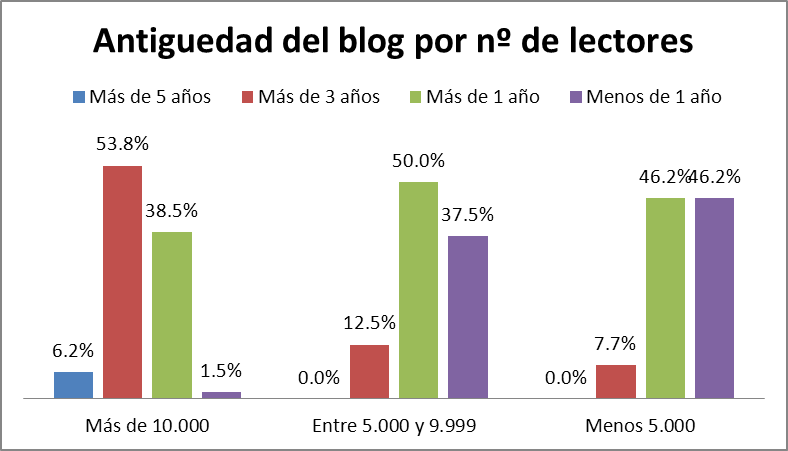 Antiguedad del blog por nº de lectores
Más de 5 años Más de 3 años Más de 1 año Menos de 1 año
6.2% 53.8% 38.5% 1.5%
0.0% 12.5% 50.0% 37.5%
0.0% 7.7% 46.2% 46.2%
Más de 10.000 Entre 5.000 y 9.999 Menos 5.000